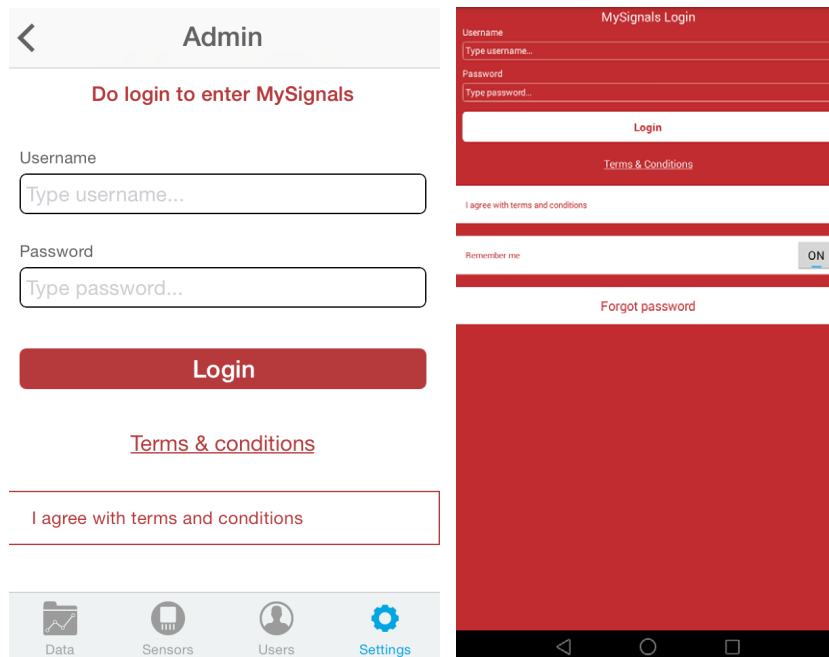 Admin
Do login to enter MySignals
Username
Type username...
Password
Type password...
Login
Terms & conditions
I agree with terms and conditions
Data
Sensors
Users
Settings
MySignals Login
Username
Type username...
Password
Type password...
Login
Terms & Conditions
I agree with terms and conditions
Remember me
ON
Forgot password